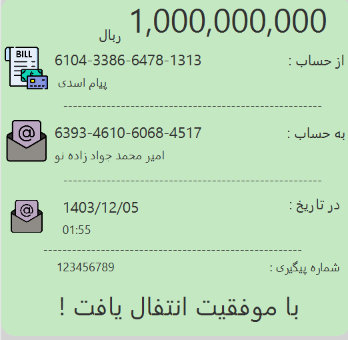 1,000,000,000 ریال
BILL
از حساب : 6104-3386-6478-1313
پیام اسدی
به حساب : 6393-4610-6068-4517
امیر محمد جواد زاده نو
در تاریخ : 1403/12/05
01:55
شماره پیگیری : 123456789
با موفقیت انتقال یافت !